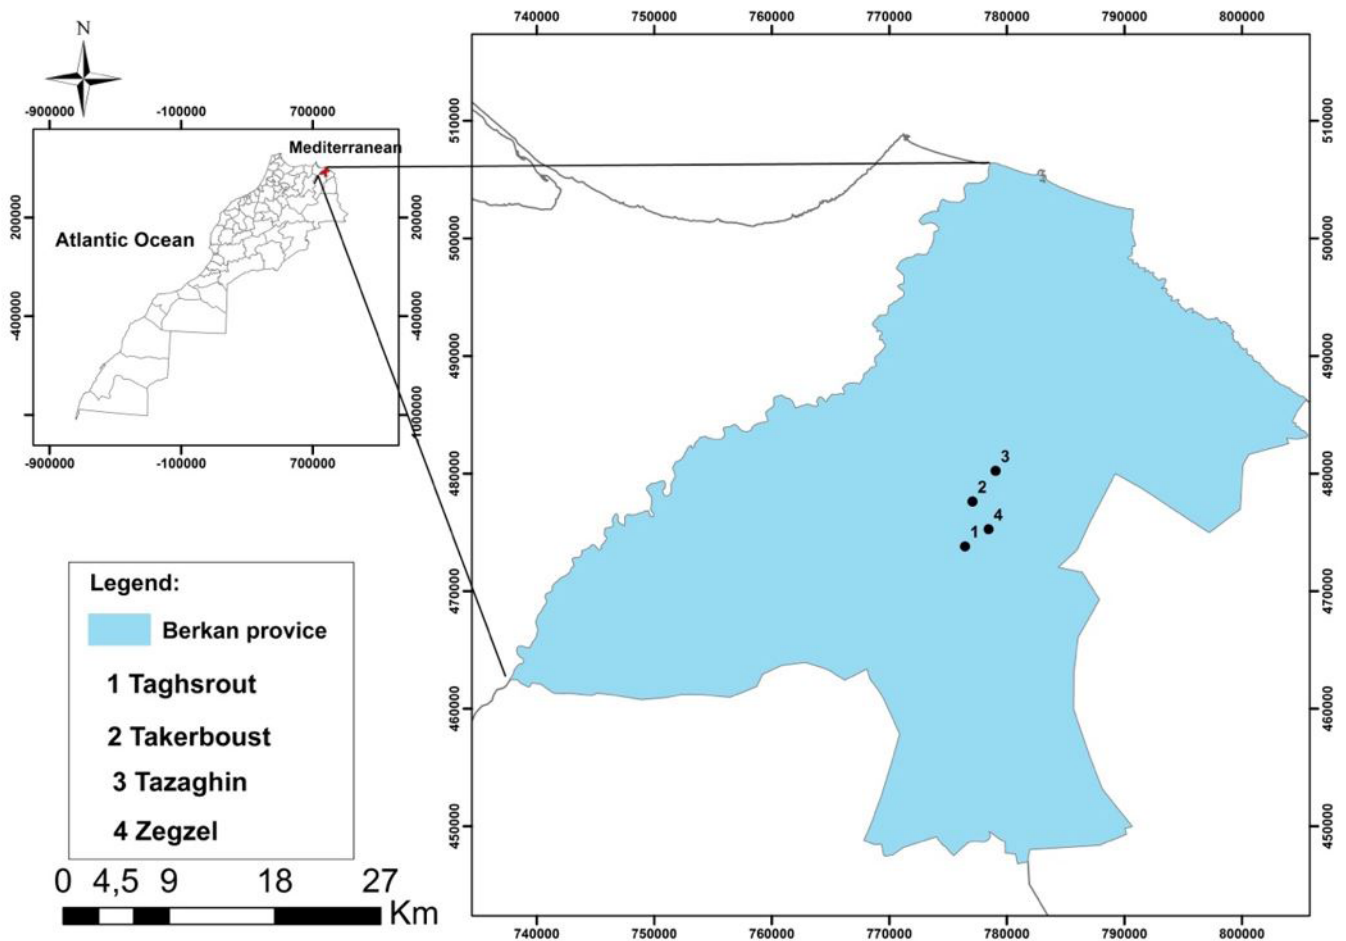 N
-900000 -100000 700000
Mediterranean
Atlantic Ocean
200000
-400000
200000
-400000
-1000000
-900000 -100000 700000
740000 750000 760000 770000 780000 790000 800000
510000
500000
490000
480000
470000
460000
450000
510000
500000
490000
480000
470000
460000
450000
3
2
4
1
740000 750000 760000 770000 780000 790000 800000
Legend:
Berkan provice
1 Taghsrout
2 Takerboust
3 Tazaghin
4 Zegzel
0 4,5 9 18 27
Km